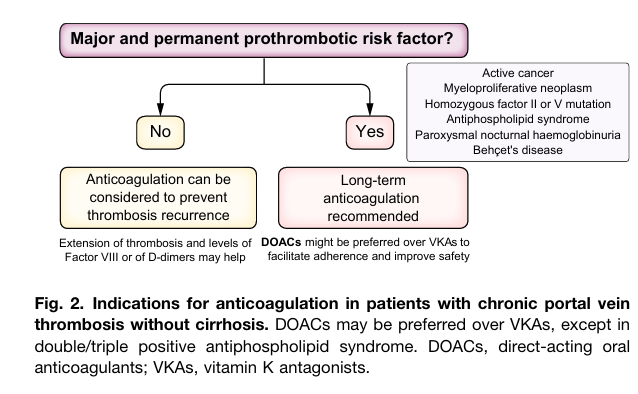 Major and permanent prothrombotic risk factor?
Active cancer
Myeloproliferative neoplasm
Homozygous factor II or V mutation
Antiphospholipid syndrome
Paroxysmal nocturnal haemoglobinuria
Behçet's disease
No
Yes
Anticoagulation can be
considered to prevent
thrombosis recurrence
Long-term
anticoagulation
recommended
Extension of thrombosis and levels of
Factor VIII or of D-dimers may help
DOACs might be preferred over VKAs to
facilitate adherence and improve safety
Fig. 2. Indications for anticoagulation in patients with chronic portal vein
thrombosis without cirrhosis. DOACs may be preferred over VKAs, except in
double/triple positive antiphospholipid syndrome. DOACs, direct-acting oral
anticoagulants; VKAs, vitamin K antagonists.